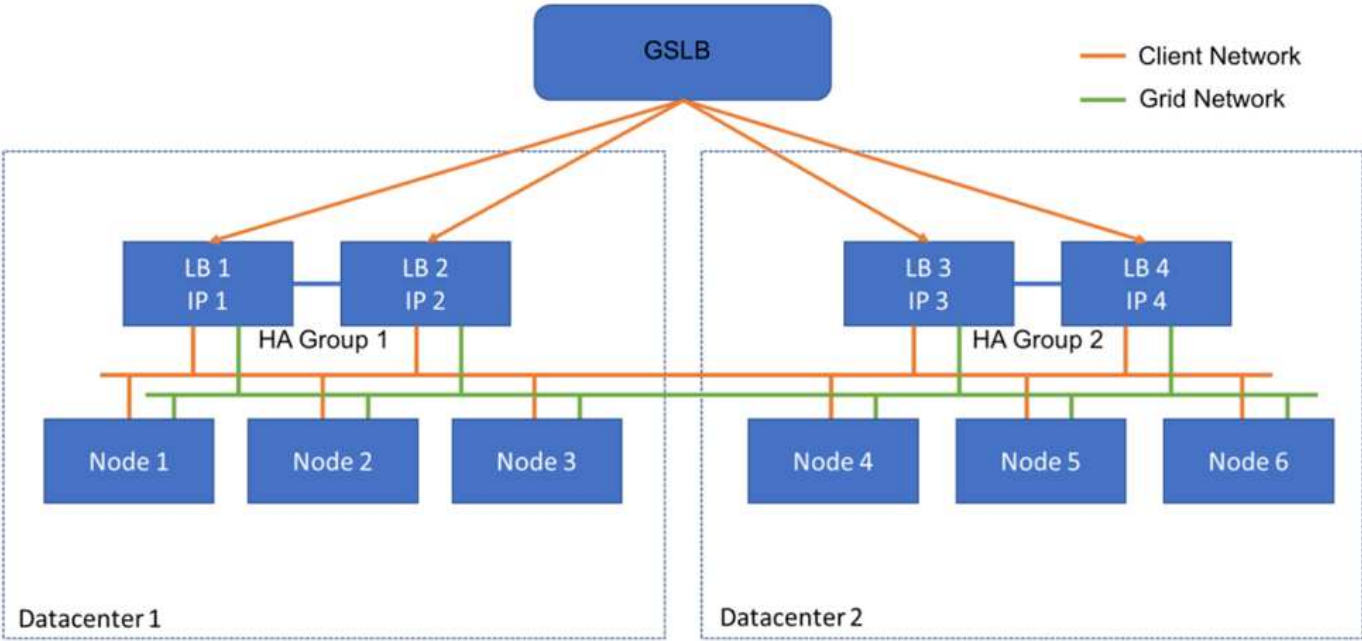 GSLB
Client Network
Grid Network
LB 1
IP 1
LB 2
IP 2
LB 3
IP 3
LB 4
IP 4
HA Group 1
HA Group 2
Node 1
Node 2
Node 3
Node 4
Node 5
Node 6
Datacenter 1
Datacenter 2